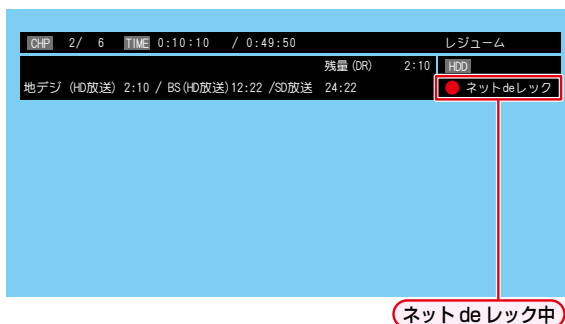 CHP 2/ 6 TIME 0:10:10 / 0:49:50 レジューム
残量 (DR) 2:10 HDD
地デジ (HD放送) 2:10 / BS(HD放送)12:22 /SD放送 24:22 ネットdeレック
ネット de レック中